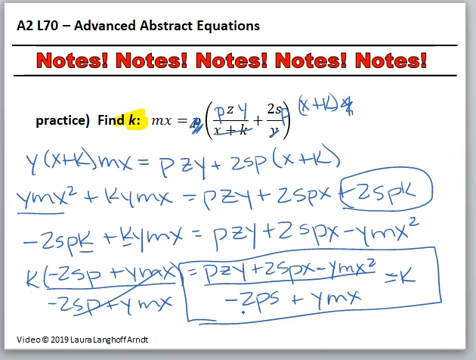 A2 L70 – Advanced Abstract Equations
Notes! Notes! Notes! Notes! Notes!
practice) Find k: mx = p(pzy/(x + k) + 2sp/y) (x+k)y
y(x+k)mx = pzy + 2sp(x+k)
ymx² + kymx = pzy + 2spx + 2spk
-2spk + kymx = pzy + 2spx - ymx²
k(-2sp + ymx) = pzy + 2spx - ymx² = k
-2sp + ymx -2ps + ymx
Video © 2019 Laura Langhoff Arndt